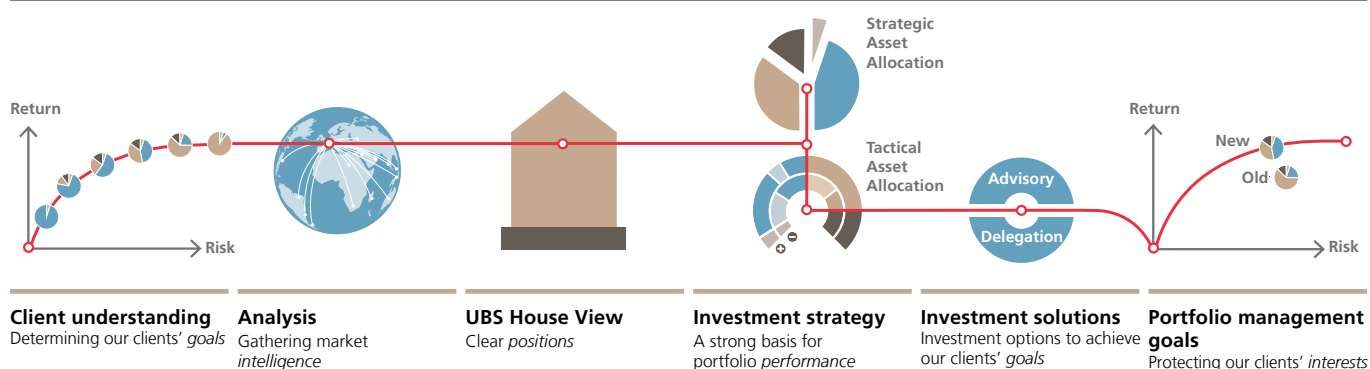 Return
Risk
Strategic
Asset
Allocation
Tactical
Asset
Allocation
Advisory
Delegation
Return
New
Old
Risk
Client understanding
Determining our clients' goals
Analysis
Gathering market
intelligence
UBS House View
Clear positions
Investment strategy
A strong basis for
portfolio performance
Investment solutions
Investment options to achieve
our clients' goals
Portfolio management
goals
Protecting our clients' interests